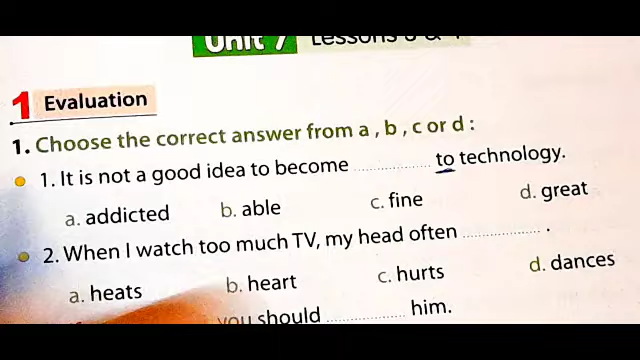 Unit 7 Lessons
1 Evaluation
1. Choose the correct answer from a , b , c or d :
1. It is not a good idea to become .................. to technology.
a. addicted b. able c. fine d. great
2. When I watch too much TV, my head often .................. .
a. heats b. heart c. hurts d. dances
you should .................. him.